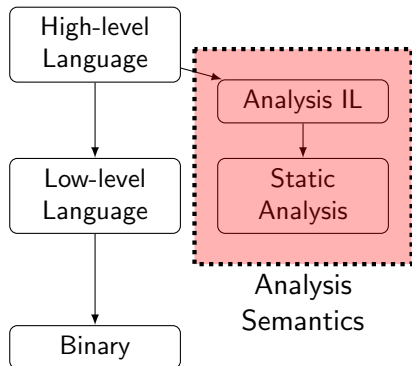 High-level
Language
Analysis IL
Low-level
Language
Static
Analysis
Analysis
Semantics
Binary